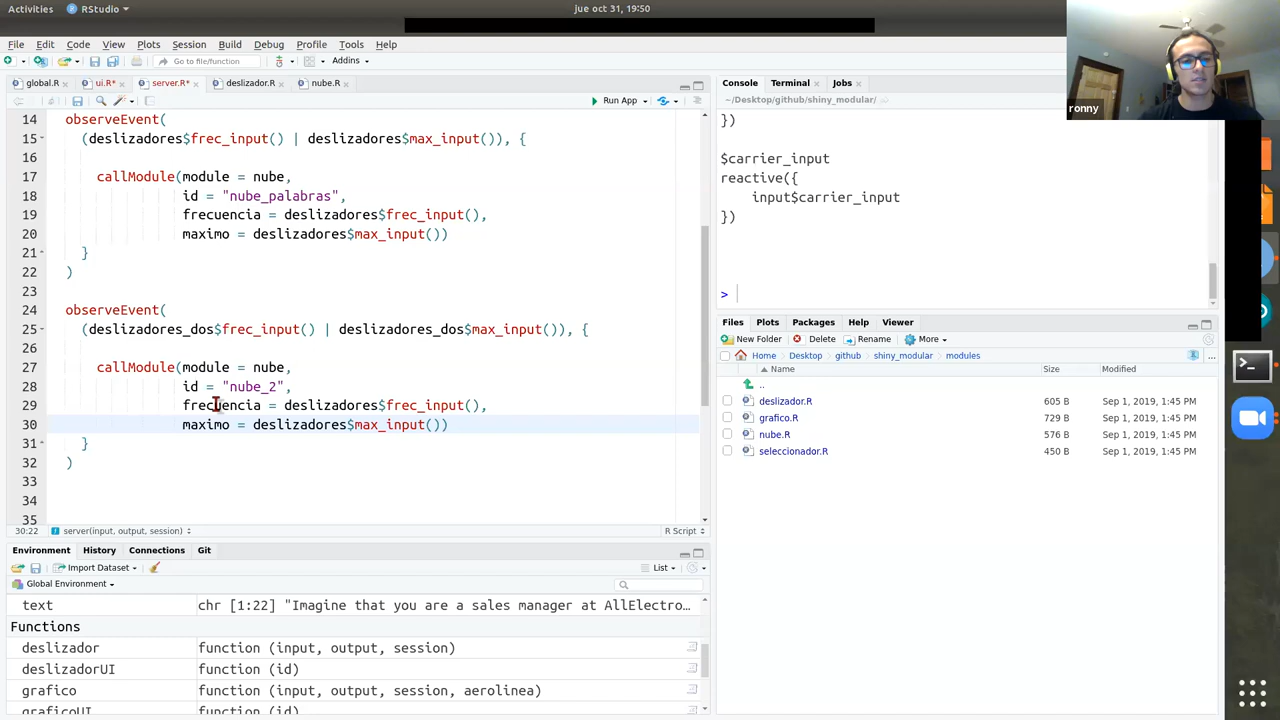 Activities
RStudio
jue oct 31, 19:50
File Edit Code View Plots Session Build Debug Profile Tools Help
Go to file/function
Addins
global.R
ui.R*
server.R*
deslizador.R
nube.R
Run App
14 observeEvent(
15 (deslizadores$frec_input() | deslizadores$max_input()), {
16
17 callModule(module = nube,
18 id = "nube_palabras",
19 frecuencia = deslizadores$frec_input(),
20 maximo = deslizadores$max_input())
21 }
22 )
23
24 observeEvent(
25 (deslizadores_dos$frec_input() | deslizadores_dos$max_input()), {
26
27 callModule(module = nube,
28 id = "nube_2",
29 frecuencia = deslizadores$frec_input(),
30 maximo = deslizadores$max_input())
31 }
32 )
33
34
35
30:22
server(input, output, session)
R Script
Environment History Connections Git
Import Dataset
List
Global Environment
text chr [1:22] "Imagine that you are a sales manager at AllElectro…
Functions
deslizador function (input, output, session)
deslizadorUI function (id)
grafico function (input, output, session, aerolinea)
graficoUI function (id)
Console Terminal Jobs
~/Desktop/github/shiny_modular/
})
$carrier_input
reactive({
input$carrier_input
})
>
Files Plots Packages Help Viewer
New Folder Delete Rename More
Home Desktop github shiny_modular modules
...
Name Size Modified
..
deslizador.R 605 B Sep 1, 2019, 1:45 PM
grafico.R 729 B Sep 1, 2019, 1:45 PM
nube.R 576 B Sep 1, 2019, 1:45 PM
seleccionador.R 450 B Sep 1, 2019, 1:45 PM
ronny